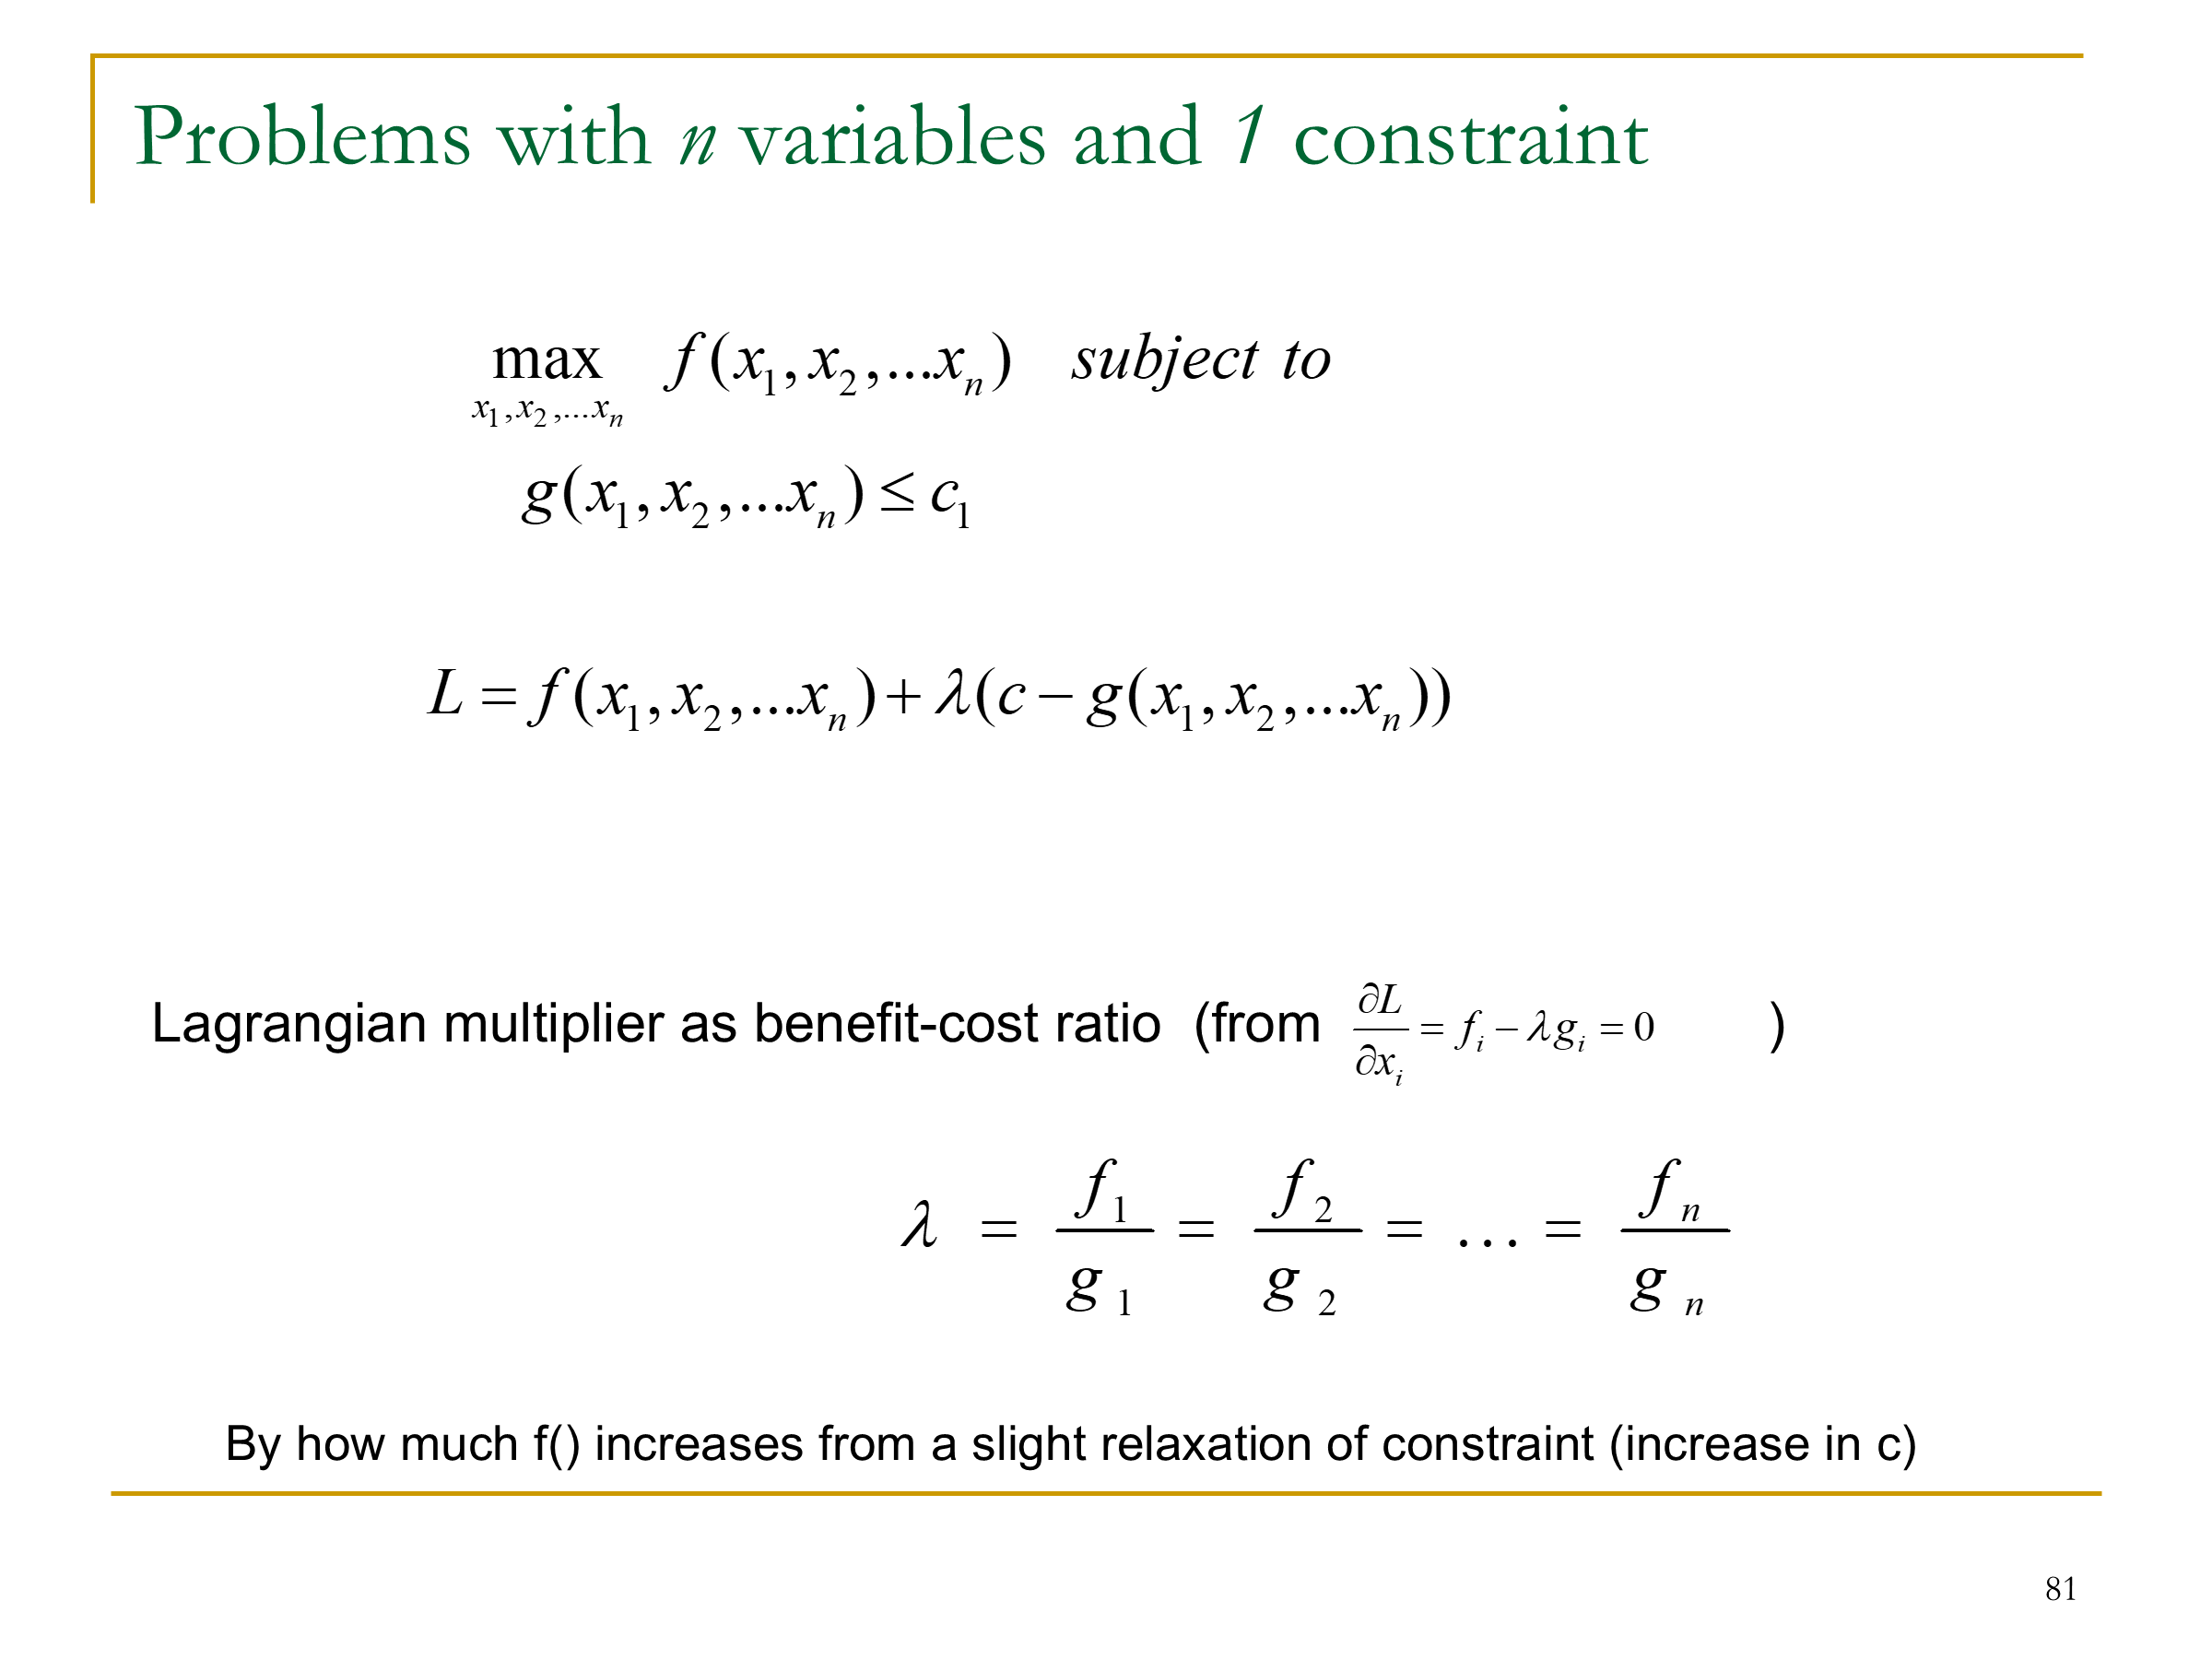 Problems with n variables and 1 constraint
max f(x₁,x₂,...xₙ) subject to
x₁,x₂,...xₙ
g(x₁,x₂,...xₙ) ≤ c₁
L = f(x₁,x₂,...xₙ) + λ(c − g(x₁,x₂,...xₙ))
Lagrangian multiplier as benefit-cost ratio (from ∂L/∂xᵢ = fᵢ − λgᵢ = 0 )
λ = f₁/g₁ = f₂/g₂ = … = fₙ/gₙ
By how much f() increases from a slight relaxation of constraint (increase in c)
81